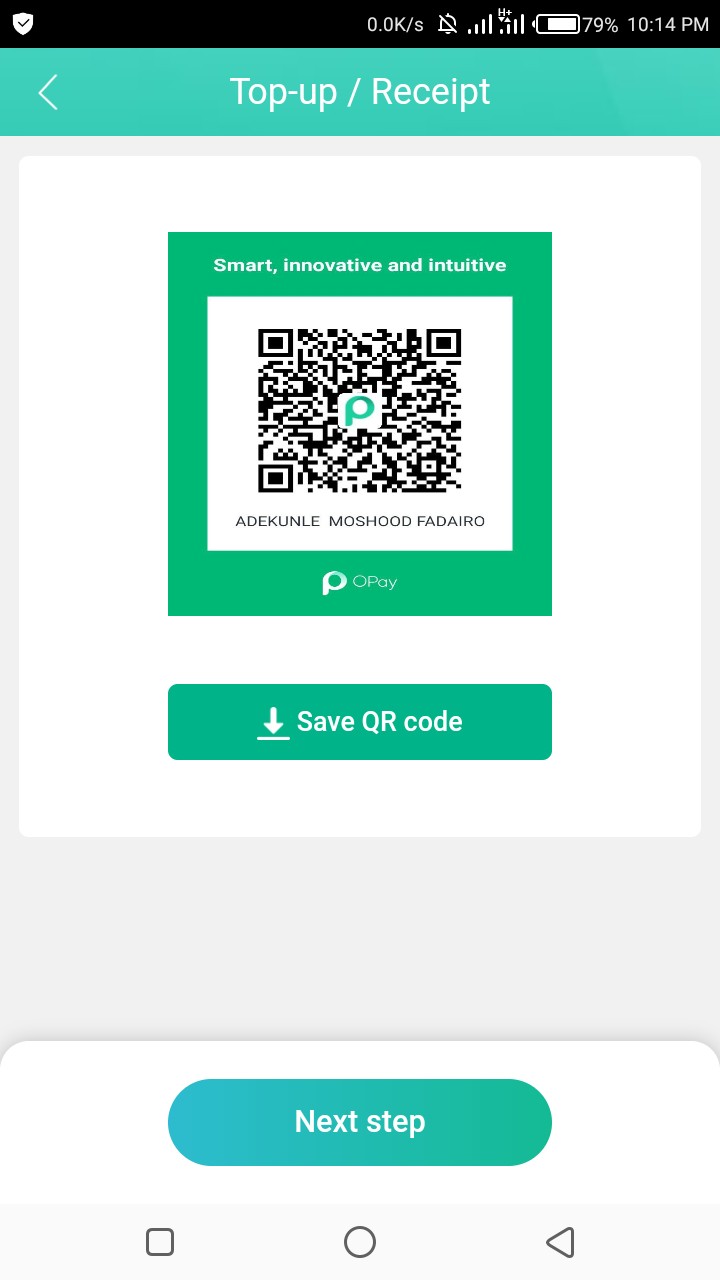 0.0K/s H+ 79% 10:14 PM
Top-up / Receipt
Smart, innovative and intuitive
ADEKUNLE MOSHOOD FADAIRO
OPay
Save QR code
Next step